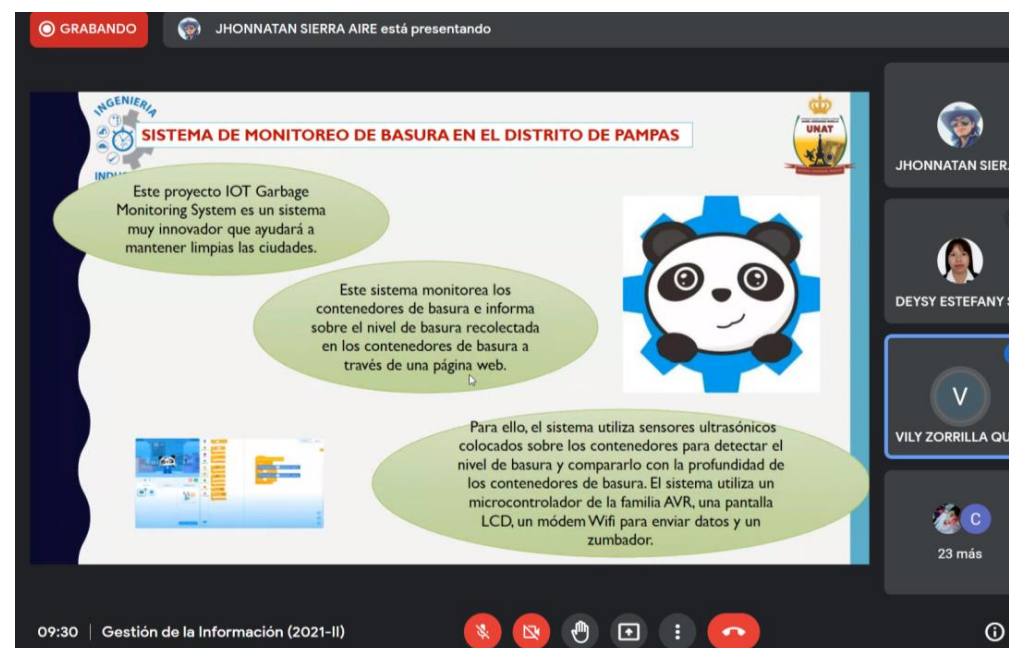 GRABANDO
JHONNATAN SIERRA AIRE está presentando
INGENIERIA
SISTEMA DE MONITOREO DE BASURA EN EL DISTRITO DE PAMPAS
UNAT
Este proyecto IOT Garbage
Monitoring System es un sistema
muy innovador que ayudará a
mantener limpias las ciudades.
Este sistema monitorea los
contenedores de basura e informa
sobre el nivel de basura recolectada
en los contenedores de basura a
través de una página web.
Para ello, el sistema utiliza sensores ultrasónicos
colocados sobre los contenedores para detectar el
nivel de basura y compararlo con la profundidad de
los contenedores de basura. El sistema utiliza un
microcontrolador de la familia AVR, una pantalla
LCD, un módem Wifi para enviar datos y un
zumbador.
JHONNATAN SIER
DEYSY ESTEFANY S
V
VILY ZORRILLA QU
C
23 más
09:30 | Gestión de la Información (2021-II)